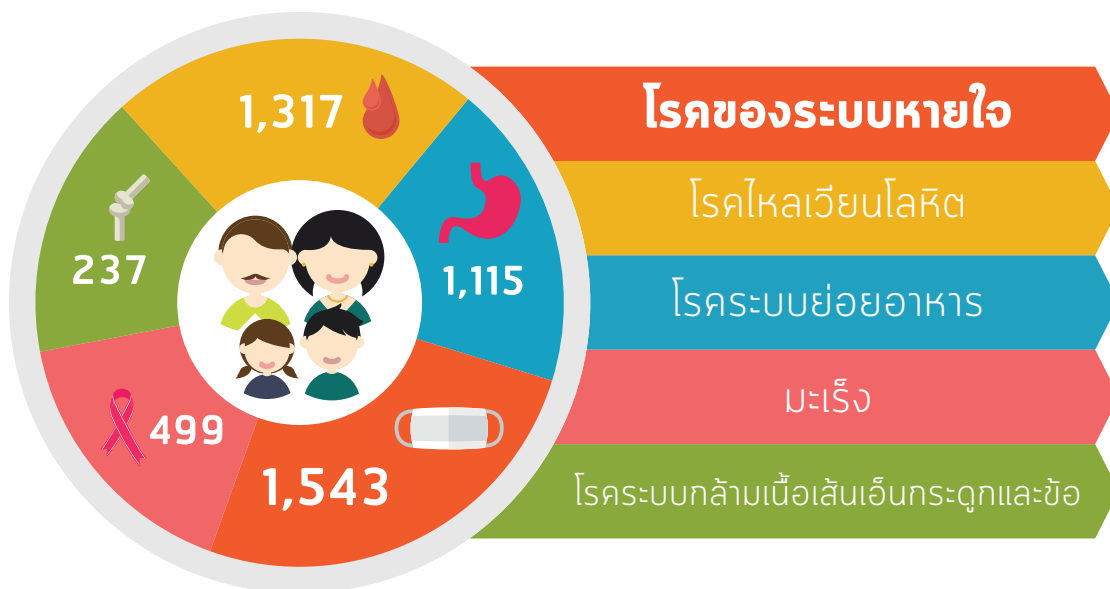 1,317
1,115
237
499
1,543
โรคของระบบหายใจ
โรคไหลเวียนโลหิต
โรคระบบย่อยอาหาร
มะเร็ง
โรคระบบกล้ามเนื้อเส้นเอ็นกระดูกและข้อ